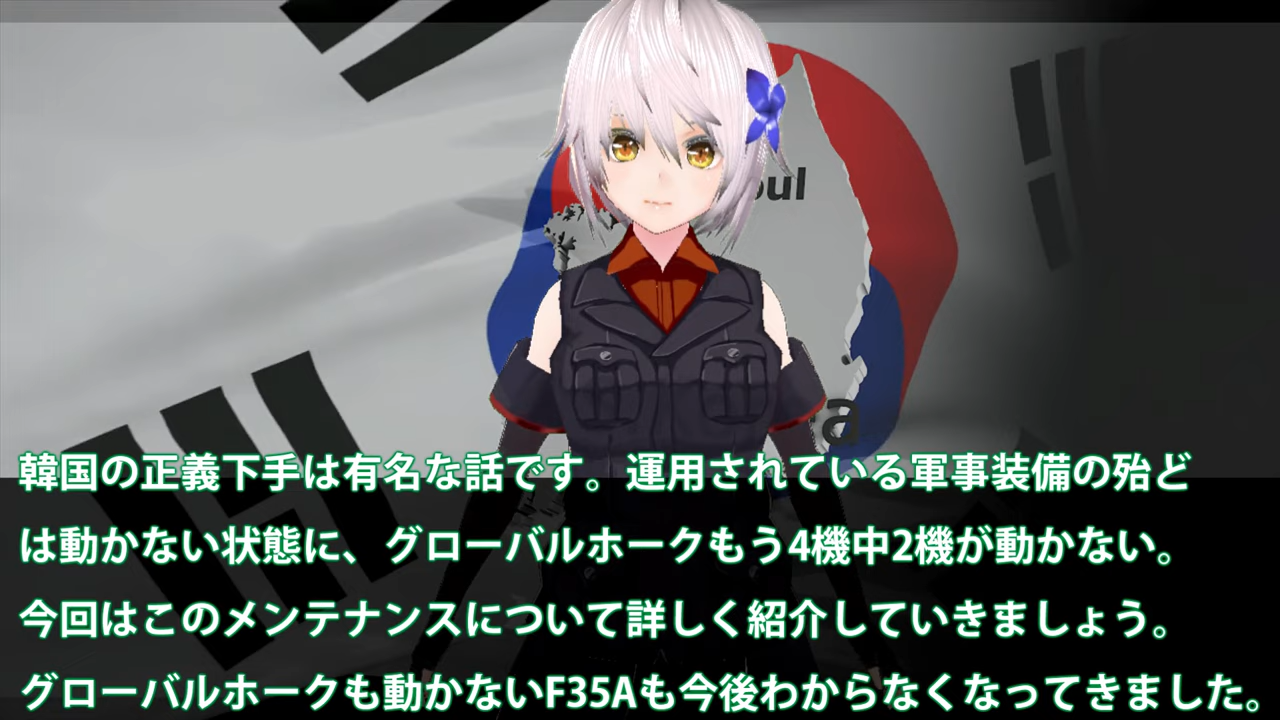 oul
a
韓国の正義下手は有名な話です。運用されている軍事装備の殆ど
は動かない状態に、グローバルホークもう4機中2機が動かない。
今回はこのメンテナンスについて詳しく紹介していきましょう。
グローバルホークも動かないF35Aも今後わからなくなってきました。